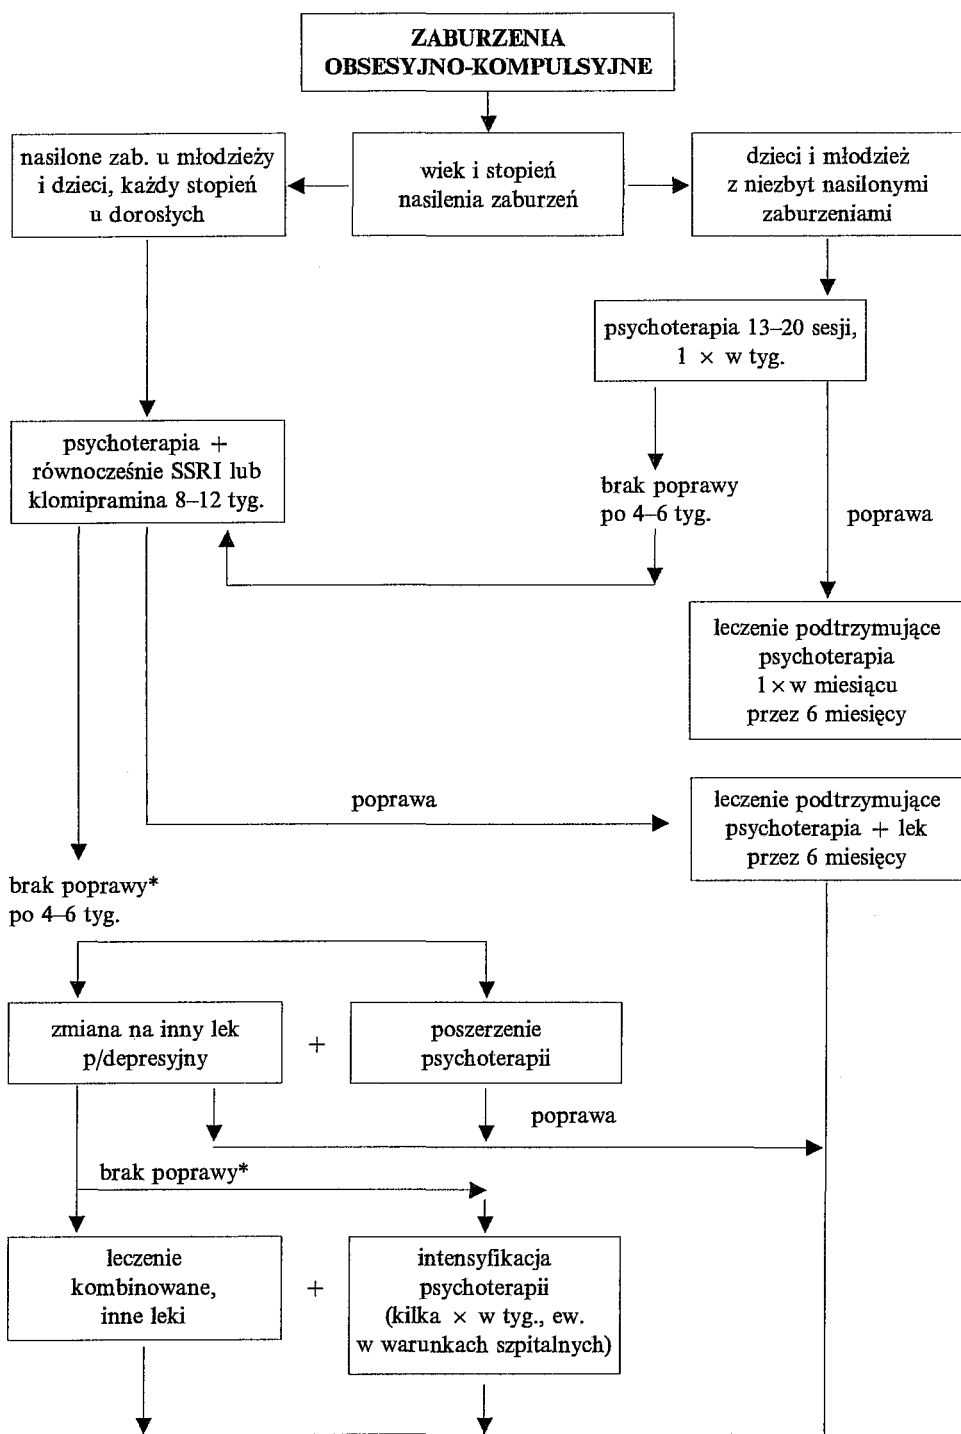 ZABURZENIA
OBSESYJNO-KOMPULSYJNE
nasilone zab. u młodzieży
i dzieci, każdy stopień
u dorosłych
wiek i stopień
nasilenia zaburzeń
dzieci i młodzież
z niezbyt nasilonymi
zaburzeniami
psychoterapia 13–20 sesji,
1 × w tyg.
psychoterapia +
równocześnie SSRI lub
klomipramina 8–12 tyg.
brak poprawy
po 4–6 tyg.
poprawa
leczenie podtrzymujące
psychoterapia
1 × w miesiącu
przez 6 miesięcy
poprawa
leczenie podtrzymujące
psychoterapia + lek
przez 6 miesięcy
brak poprawy*
po 4–6 tyg.
zmiana na inny lek
p/depresyjny
+
poszerzenie
psychoterapii
poprawa
brak poprawy*
leczenie
kombinowane,
inne leki
+
intensyfikacja
psychoterapii
(kilka × w tyg., ew.
w warunkach szpitalnych)